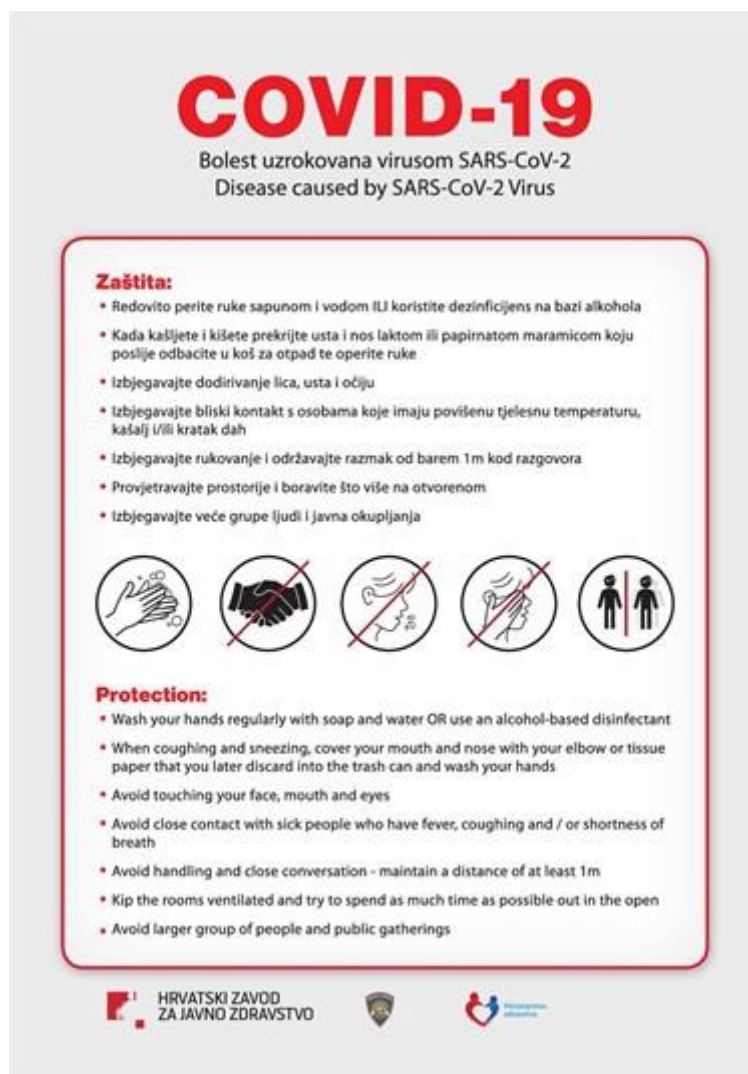 COVID-19
Bolest uzrokovana virusom SARS-CoV-2
Disease caused by SARS-CoV-2 Virus
Zaštita:
• Redovito perite ruke sapunom i vodom ILI koristite dezinficijens na bazi alkohola
• Kada kašljete i kišete prekrijte usta i nos laktom ili papirnatom maramicom koju
poslije odbacite u koš za otpad te operite ruke
• Izbjegavajte dodirivanje lica, usta i očiju
• Izbjegavajte bliski kontakt s osobama koje imaju povišenu tjelesnu temperaturu,
kašalj i/ili kratak dah
• Izbjegavajte rukovanje i održavajte razmak od barem 1m kod razgovora
• Provjetravajte prostorije i boravite što više na otvorenom
• Izbjegavajte veće grupe ljudi i javna okupljanja
Protection:
• Wash your hands regularly with soap and water OR use an alcohol-based disinfectant
• When coughing and sneezing, cover your mouth and nose with your elbow or tissue
paper that you later discard into the trash can and wash your hands
• Avoid touching your face, mouth and eyes
• Avoid close contact with sick people who have fever, coughing and / or shortness of
breath
• Avoid handling and close conversation - maintain a distance of at least 1m
• Kip the rooms ventilated and try to spend as much time as possible out in the open
• Avoid larger group of people and public gatherings
HRVATSKI ZAVOD
ZA JAVNO ZDRAVSTVO